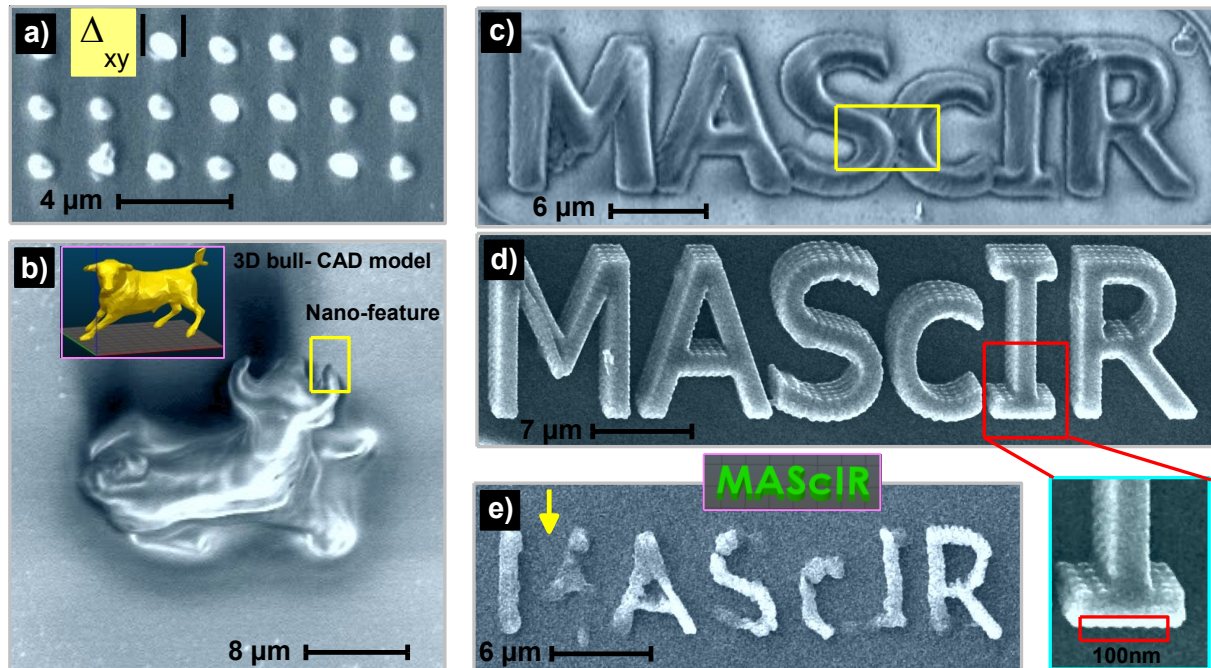 a)
Δxy
4 µm
b)
3D bull- CAD model
Nano-feature
8 µm
c)
MAScIR
6 µm
d)
MAScIR
7 µm
MAScIR
e)
MAScIR
6 µm
100nm